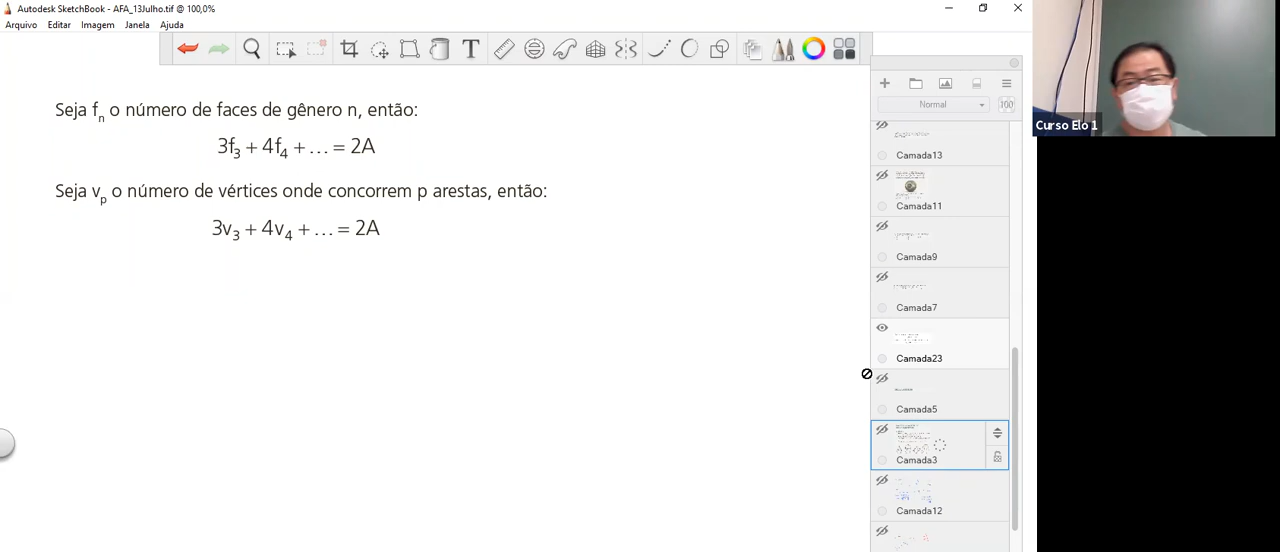 Autodesk SketchBook - AFA_13Julho.tif @ 100,0%
Arquivo Editar Imagem Janela Ajuda
T
Seja fₙ o número de faces de gênero n, então:
3f₃ + 4f₄ + ... = 2A
Seja vₚ o número de vértices onde concorrem p arestas, então:
3v₃ + 4v₄ + ... = 2A
Normal 100
Camada13
Camada11
Camada9
Camada7
Camada23
Camada5
Camada3
Camada12
Curso Elo 1